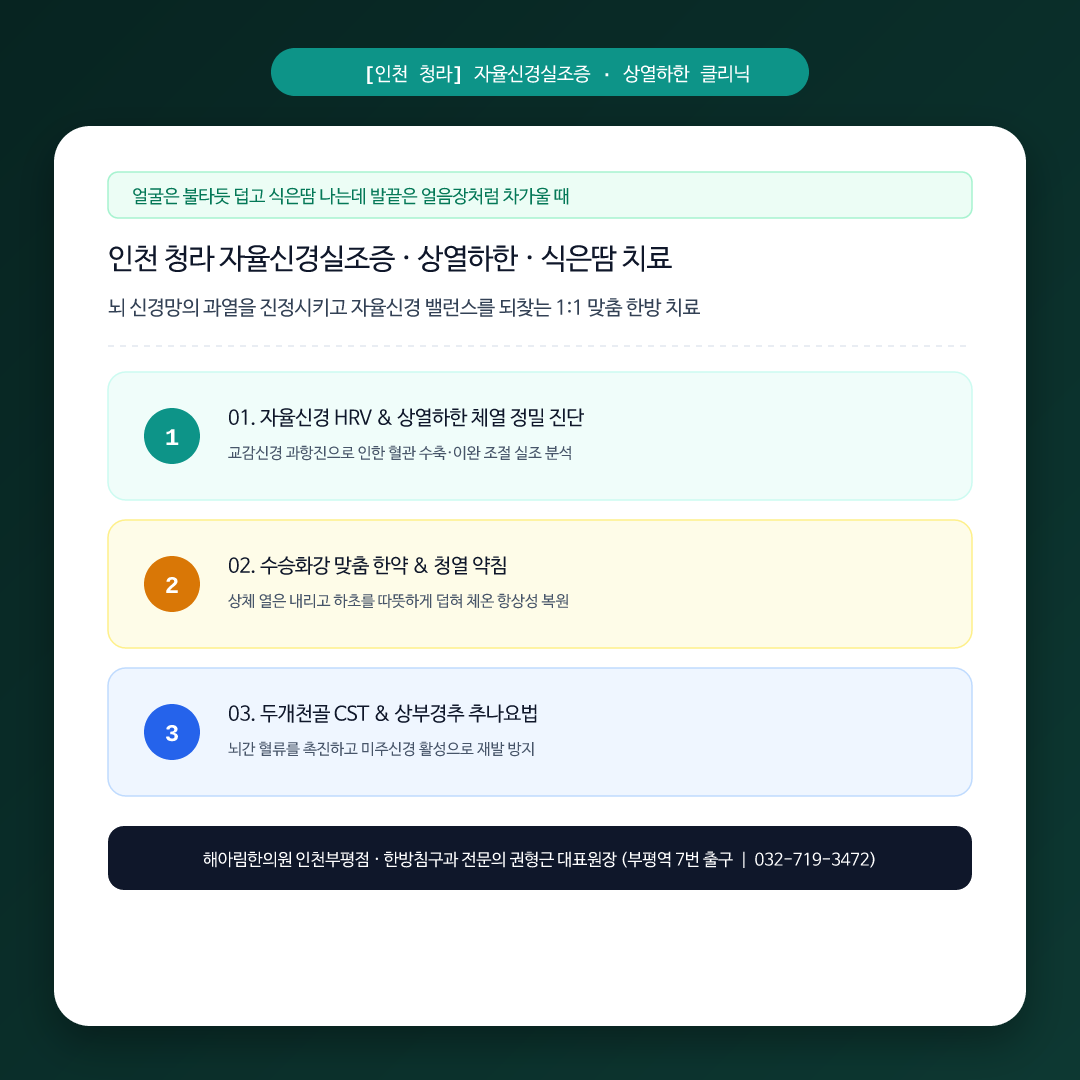 [인천 청라] 자율신경실조증 · 상열하한 클리닉
얼굴은 불타듯 덥고 식은땀 나는데 발끝은 얼음장처럼 차가울 때
인천 청라 자율신경실조증 · 상열하한 · 식은땀 치료
뇌 신경망의 과열을 진정시키고 자율신경 밸런스를 되찾는 1:1 맞춤 한방 치료
1
01. 자율신경 HRV & 상열하한 체열 정밀 진단
교감신경 과항진으로 인한 혈관 수축·이완 조절 실조 분석
2
02. 수승화강 맞춤 한약 & 청열 약침
상체 열은 내리고 하초를 따뜻하게 덥혀 체온 항상성 복원
3
03. 두개천골 CST & 상부경추 추나요법
뇌간 혈류를 촉진하고 미주신경 활성으로 재발 방지
해아림한의원 인천부평점 · 한방침구과 전문의 권형근 대표원장 (부평역 7번 출구 | 032-719-3472)